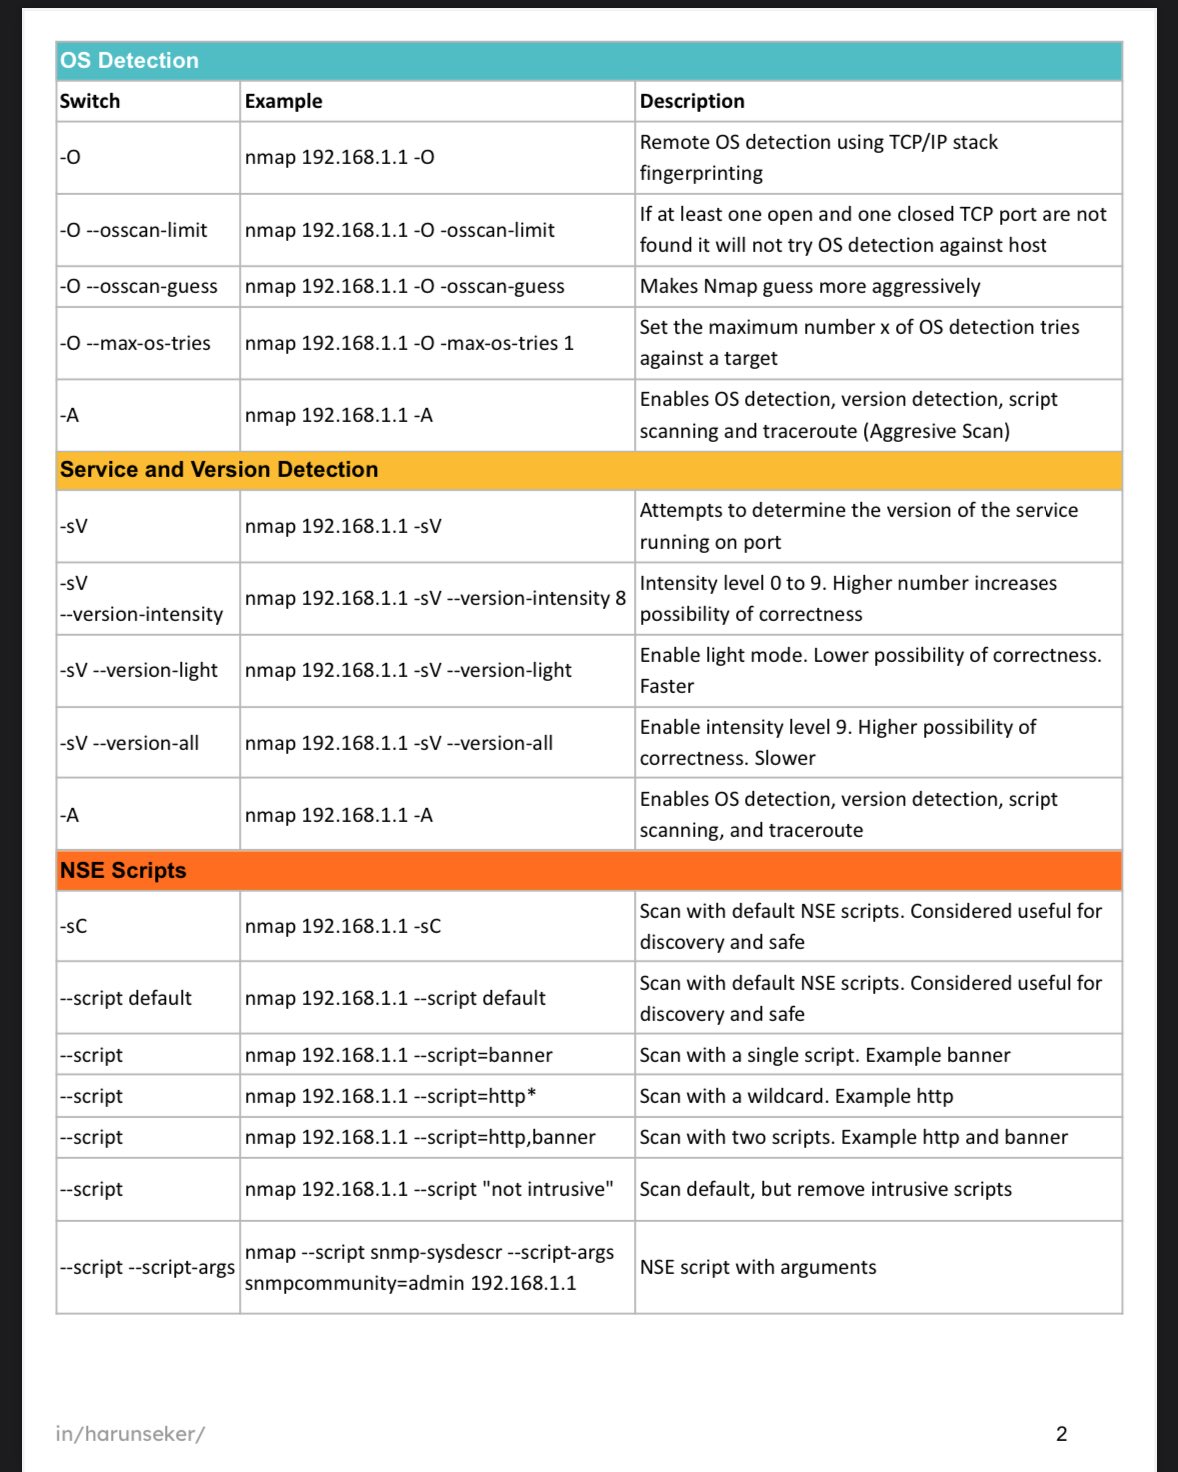 OS Detection
Switch Example Description
-O nmap 192.168.1.1 -O Remote OS detection using TCP/IP stack
fingerprinting
-O --osscan-limit nmap 192.168.1.1 -O -osscan-limit If at least one open and one closed TCP port are not
found it will not try OS detection against host
-O --osscan-guess nmap 192.168.1.1 -O -osscan-guess Makes Nmap guess more aggressively
-O --max-os-tries nmap 192.168.1.1 -O -max-os-tries 1 Set the maximum number x of OS detection tries
against a target
-A nmap 192.168.1.1 -A Enables OS detection, version detection, script
scanning and traceroute (Aggresive Scan)
Service and Version Detection
-sV nmap 192.168.1.1 -sV Attempts to determine the version of the service
running on port
-sV
--version-intensity nmap 192.168.1.1 -sV --version-intensity 8 Intensity level 0 to 9. Higher number increases
possibility of correctness
-sV --version-light nmap 192.168.1.1 -sV --version-light Enable light mode. Lower possibility of correctness.
Faster
-sV --version-all nmap 192.168.1.1 -sV --version-all Enable intensity level 9. Higher possibility of
correctness. Slower
-A nmap 192.168.1.1 -A Enables OS detection, version detection, script
scanning, and traceroute
NSE Scripts
-sC nmap 192.168.1.1 -sC Scan with default NSE scripts. Considered useful for
discovery and safe
--script default nmap 192.168.1.1 --script default Scan with default NSE scripts. Considered useful for
discovery and safe
--script nmap 192.168.1.1 --script=banner Scan with a single script. Example banner
--script nmap 192.168.1.1 --script=http* Scan with a wildcard. Example http
--script nmap 192.168.1.1 --script=http,banner Scan with two scripts. Example http and banner
--script nmap 192.168.1.1 --script "not intrusive" Scan default, but remove intrusive scripts
--script --script-args nmap --script snmp-sysdescr --script-args
snmpcommunity=admin 192.168.1.1 NSE script with arguments
in/harunseker/ 2